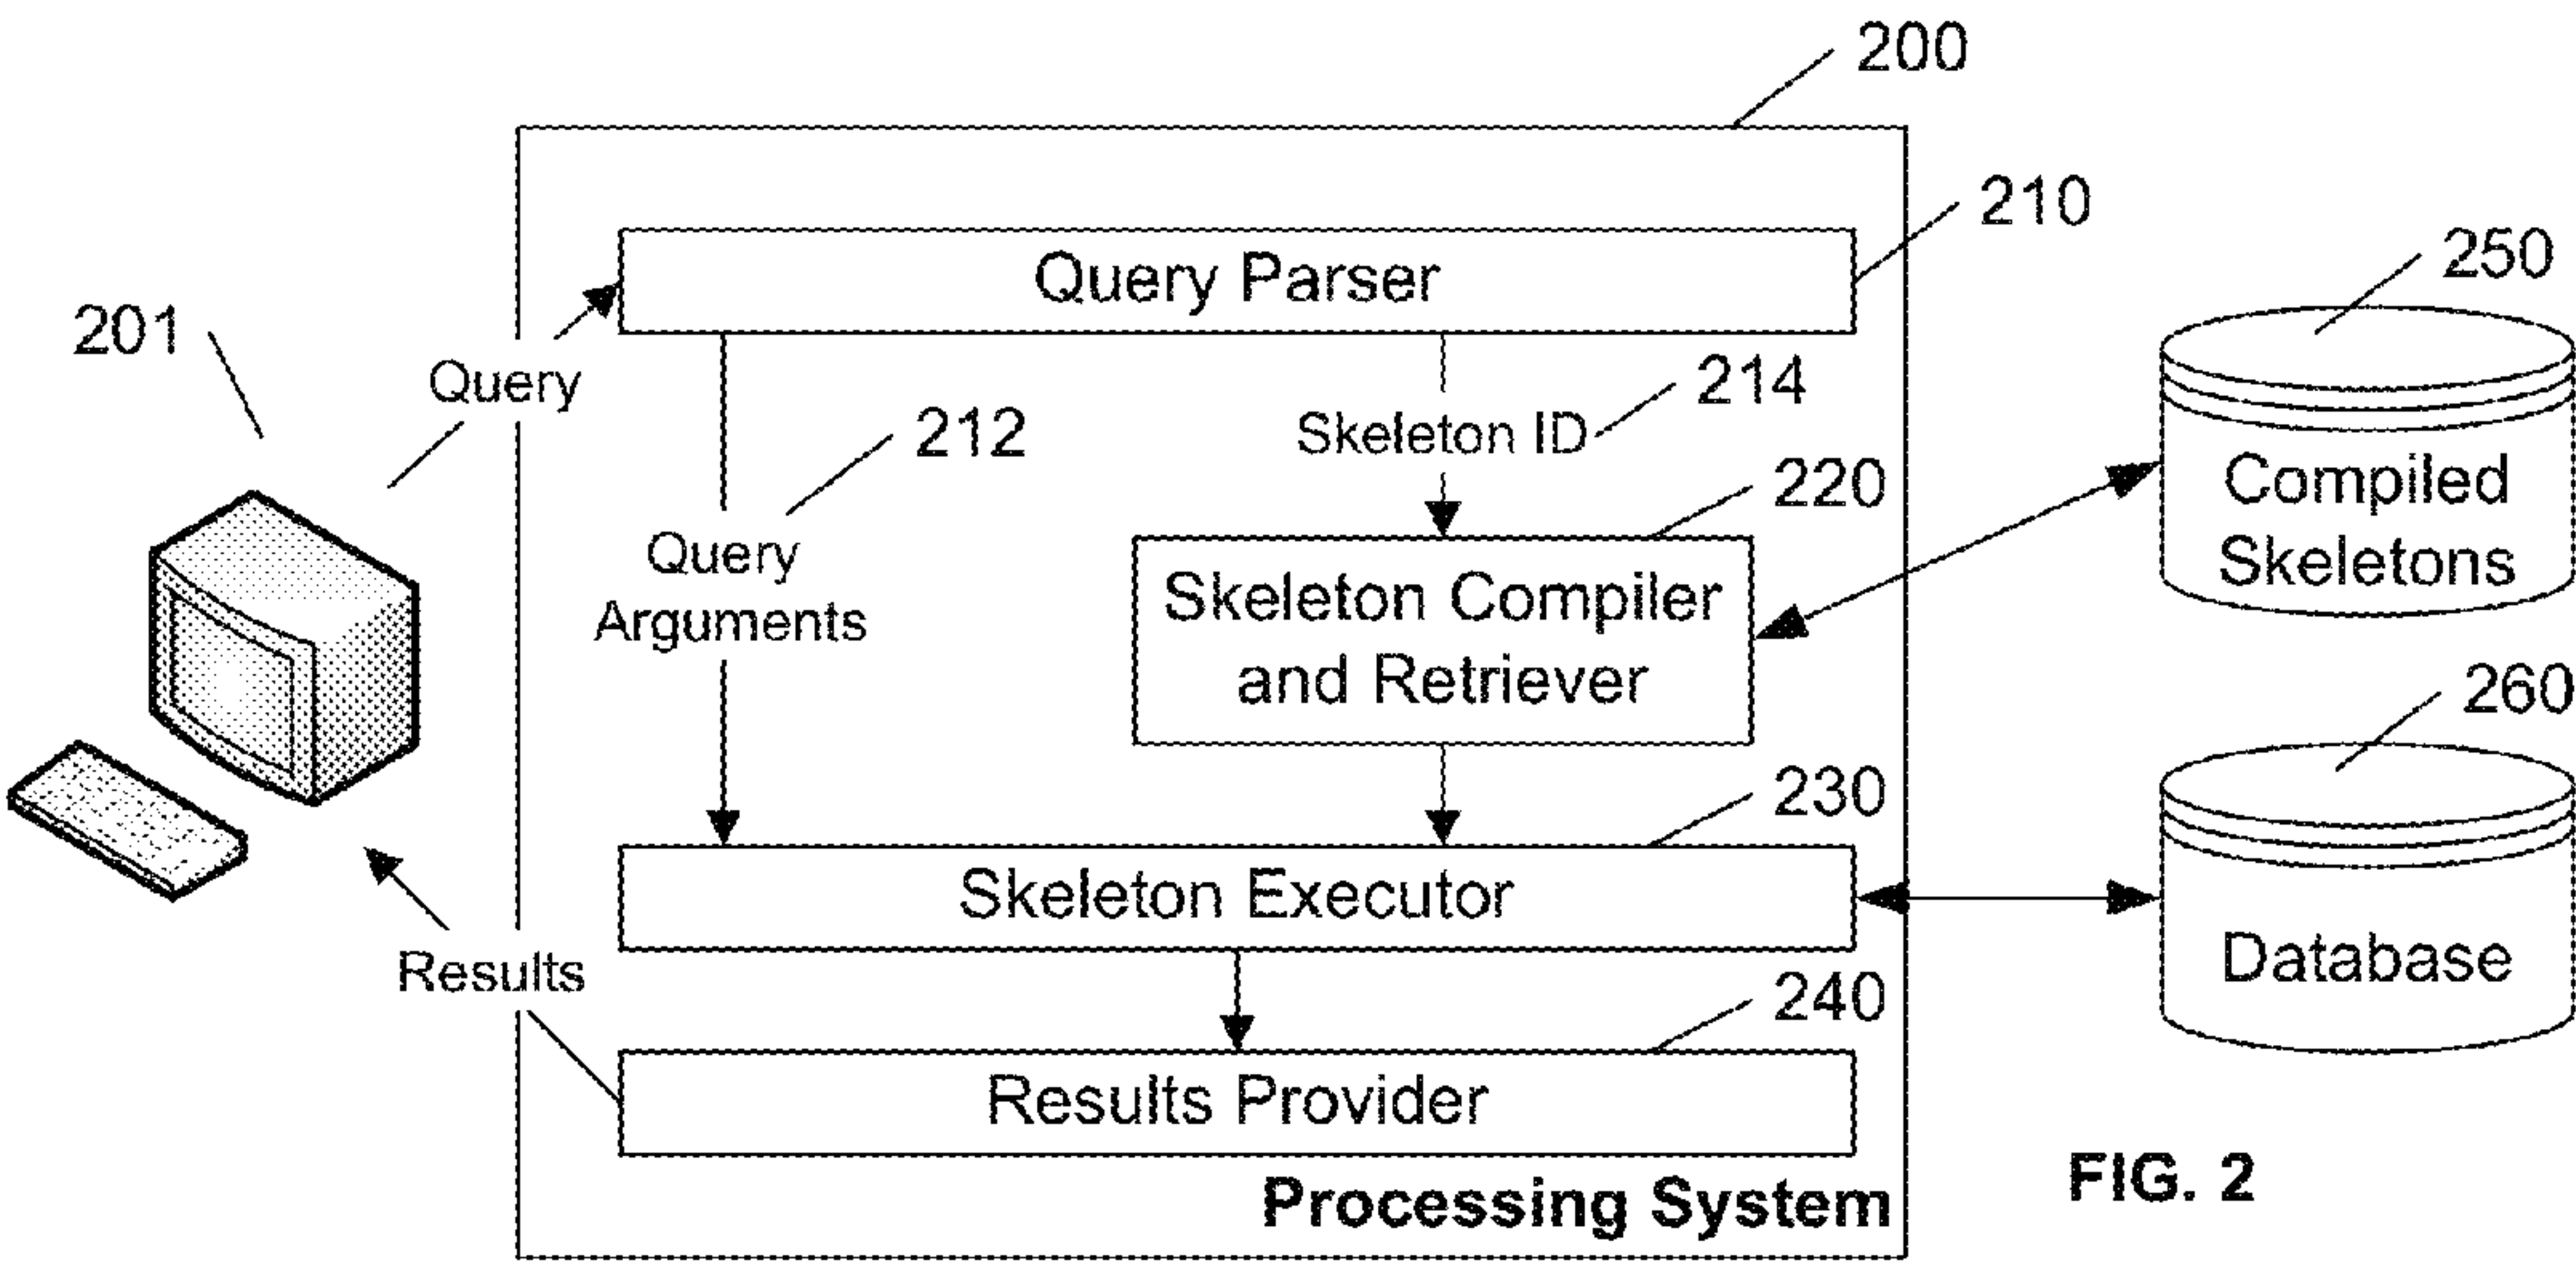 200
210
Query Parser
250
201
Query
214
Skeleton ID
212
220
Compiled
Skeletons
Query
Arguments
Skeleton Compiler
and Retriever
260
230
Skeleton Executor
Database
Results
240
Results Provider
FIG. 2
Processing System